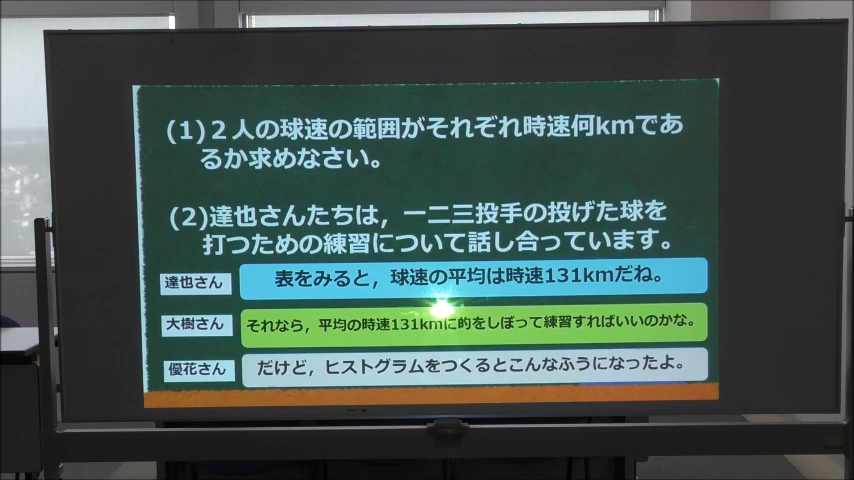 (1)２人の球速の範囲がそれぞれ時速何kmであ
るか求めなさい。
(2)達也さんたちは，一二三投手の投げた球を
打つための練習について話し合っています。
達也さん
表をみると，球速の平均は時速131kmだね。
大樹さん
それなら，平均の時速131kmに的をしぼって練習すればいいのかな。
優花さん
だけど，ヒストグラムをつくるとこんなふうになったよ。